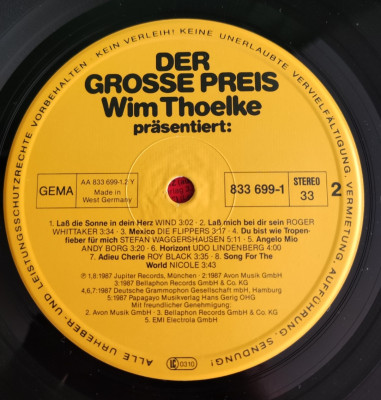 ALLE URHEBER- UND LEISTUNGSSCHUTZRECHTE VORBEHALTEN KEIN VERLEIH! KEINE UNERLAUBTE VERVIELFÄLTIGUNG, VERMIETUNG, AUFFÜHRUNG, SENDUNG!
DER
GROSSE PREIS
Wim Thoelke
präsentiert:
GEMA
AA 833 699-1.2 Y
Made in
West Germany
833 699-1
STEREO
33
2
1. Laß die Sonne in dein Herz WIND 3:02 · 2. Laß mich bei dir sein ROGER
WHITTAKER 3:34 · 3. Mexico DIE FLIPPERS 3:17 · 4. Du bist wie Tropen-
fieber für mich STEFAN WAGGERSHAUSEN 5:11 · 5. Angelo Mio
ANDY BORG 3:20 · 6. Horizont UDO LINDENBERG 4:00
7. Adieu Cherie ROY BLACK 3:35 · 8. Song For The
World NICOLE 3:43
℗ 1,8:1987 Jupiter Records, München · 2:1987 Avon Musik GmbH
3:1987 Bellaphon Records GmbH & Co. KG
4,6,7:1987 Deutsche Grammophon Gesellschaft mbH, Hamburg
5:1987 Papagayo Musikverlag Hans Gerig OHG
Mit freundlicher Genehmigung:
2. Avon Musik GmbH · 3. Bellaphon Records GmbH & Co. KG
5. EMI Electrola GmbH
LC 0310